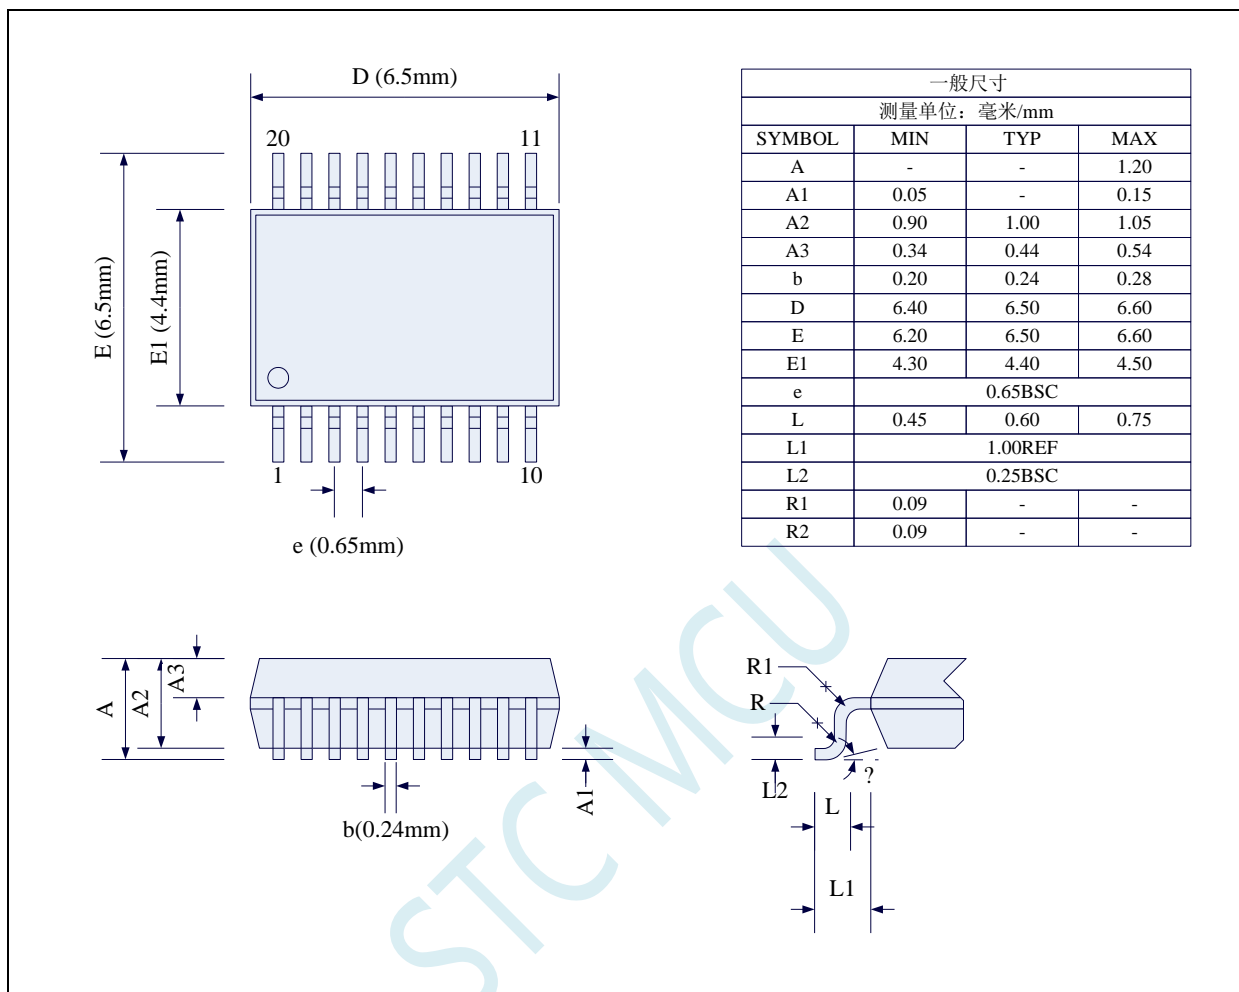 D (6.5mm)
20 11
E (6.5mm)
E1 (4.4mm)
1 10
e (0.65mm)
一般尺寸
测量单位：毫米/mm
SYMBOL MIN TYP MAX
A - - 1.20
A1 0.05 - 0.15
A2 0.90 1.00 1.05
A3 0.34 0.44 0.54
b 0.20 0.24 0.28
D 6.40 6.50 6.60
E 6.20 6.50 6.60
E1 4.30 4.40 4.50
e 0.65BSC
L 0.45 0.60 0.75
L1 1.00REF
L2 0.25BSC
R1 0.09 - -
R2 0.09 - -
A
A2
A3
A1
b(0.24mm)
R1
R
L2
?
L
L1
STC MCU